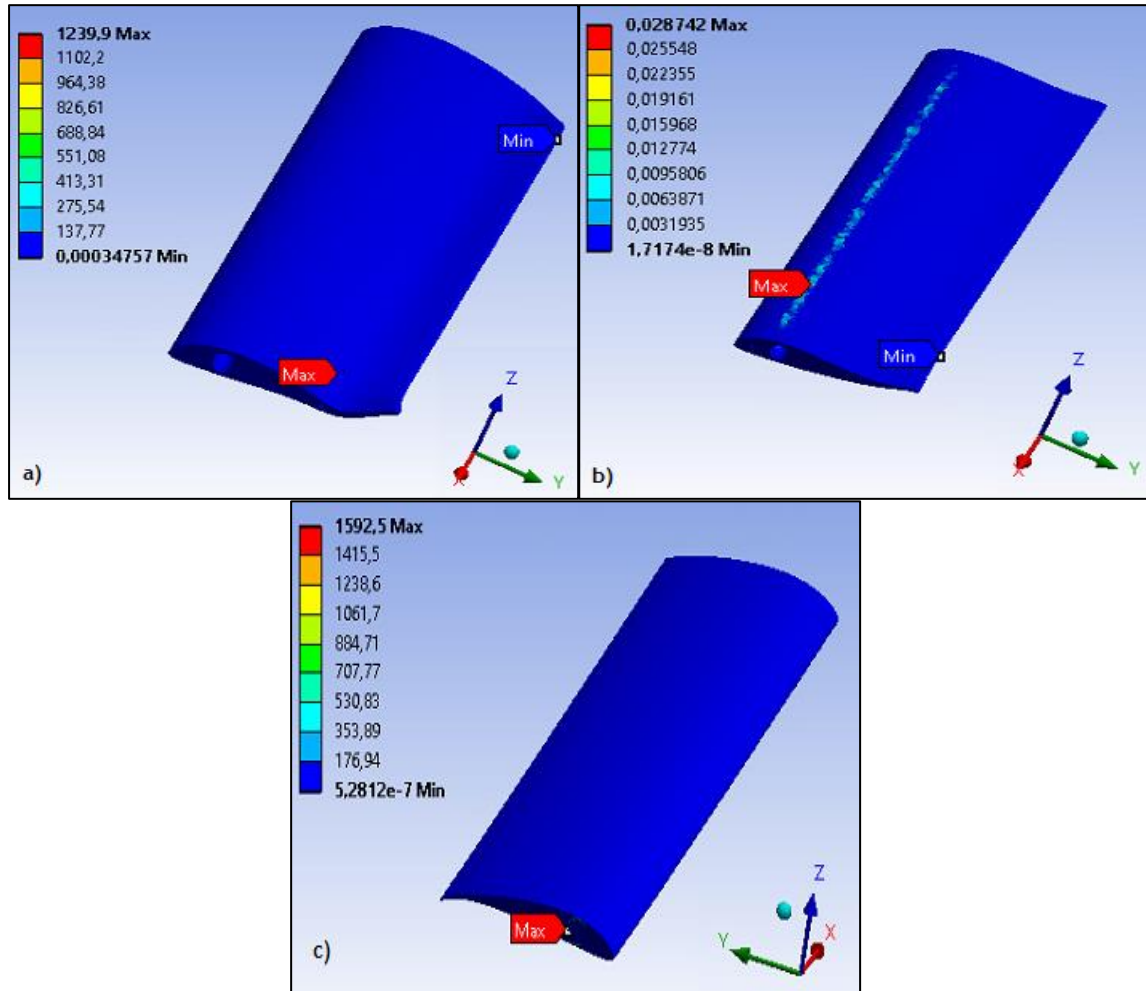 1239,9 Max
1102,2
964,38
826,61
688,84
551,08
413,31
275,54
137,77
0,00034757 Min
Min
Max
Z
X
Y
a)
0,028742 Max
0,025548
0,022355
0,019161
0,015968
0,012774
0,0095806
0,0063871
0,0031935
1,7174e-8 Min
Max
Min
Z
X
Y
b)
1592,5 Max
1415,5
1238,6
1061,7
884,71
707,77
530,83
353,89
176,94
5,2812e-7 Min
Max
Z
X
Y
c)